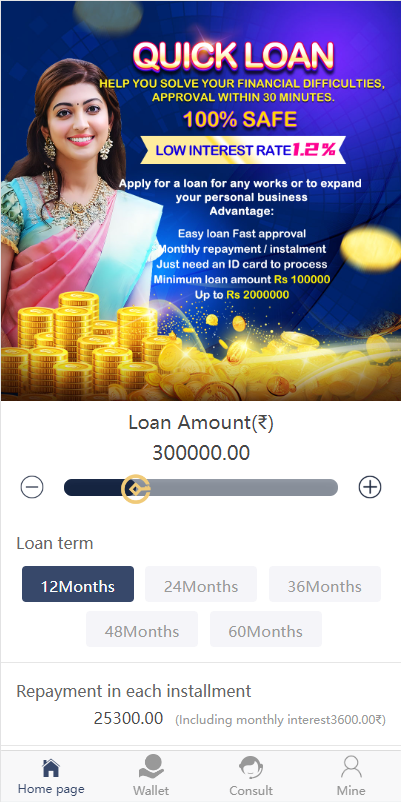 QUICK LOAN
HELP YOU SOLVE YOUR FINANCIAL DIFFICULTIES,
APPROVAL WITHIN 30 MINUTES.
100% SAFE
LOW INTEREST RATE 1.2%
Apply for a loan for any works or to expand
your personal business
Advantage:
Easy loan Fast approval
Monthly repayment / instalment
Just need an ID card to process
Minimum loan amount Rs 100000
Up to Rs 2000000
Loan Amount(₹)
300000.00
Loan term
12Months 24Months 36Months
48Months 60Months
Repayment in each installment
25300.00 (Including monthly interest3600.00₹)
Home page Wallet Consult Mine